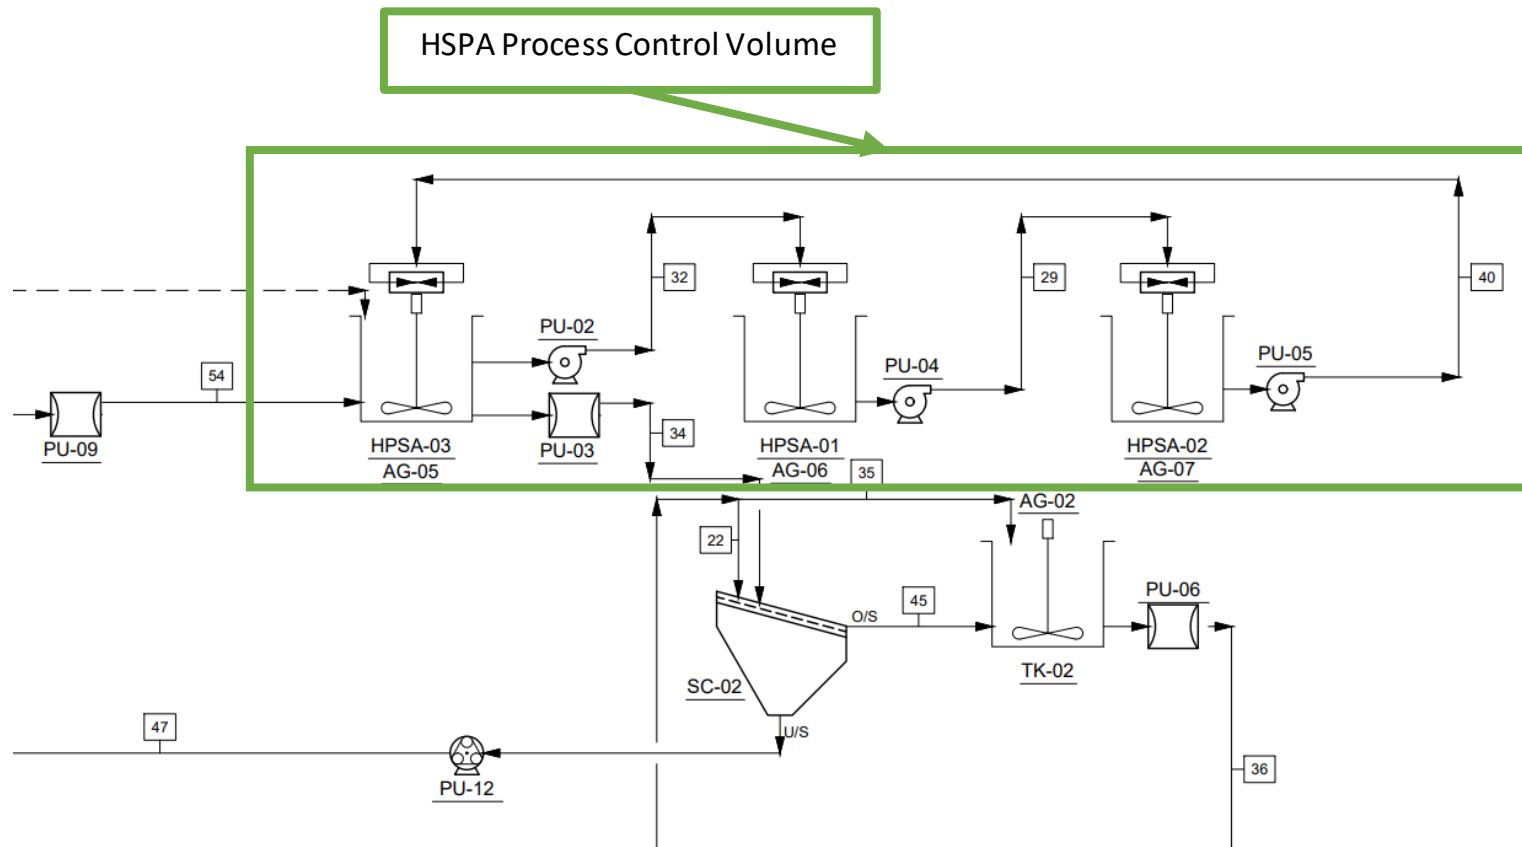 HSPA Process Control Volume
32
29
40
PU-02
PU-05
PU-04
54
PU-09
HPSA-03
AG-05
PU-03
34
HPSA-01
AG-06
35
HPSA-02
AG-07
AG-02
22
PU-06
O/S
45
SC-02
TK-02
47
U/S
36
PU-12